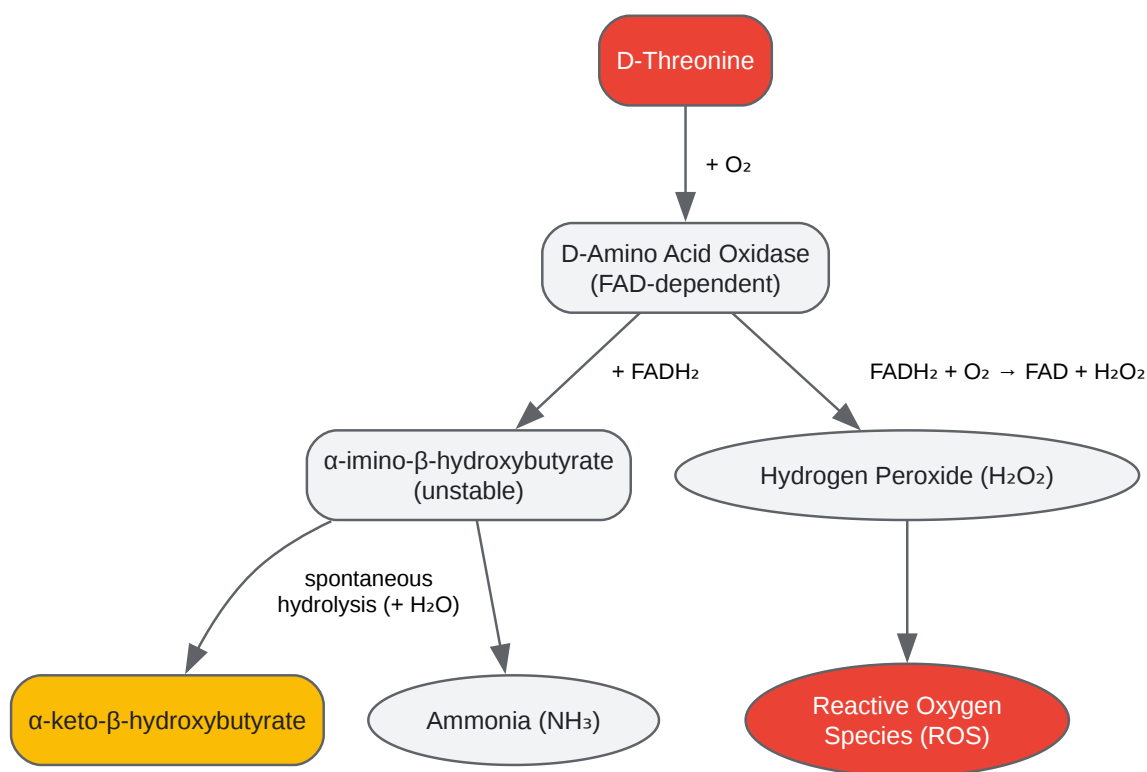 D-Threonine
+ O₂
D-Amino Acid Oxidase
(FAD-dependent)
+ FADH₂
FADH₂ + O₂ → FAD + H₂O₂
α-imino-β-hydroxybutyrate
(unstable)
Hydrogen Peroxide (H₂O₂)
spontaneous
hydrolysis (+ H₂O)
α-keto-β-hydroxybutyrate
Ammonia (NH₃)
Reactive Oxygen
Species (ROS)